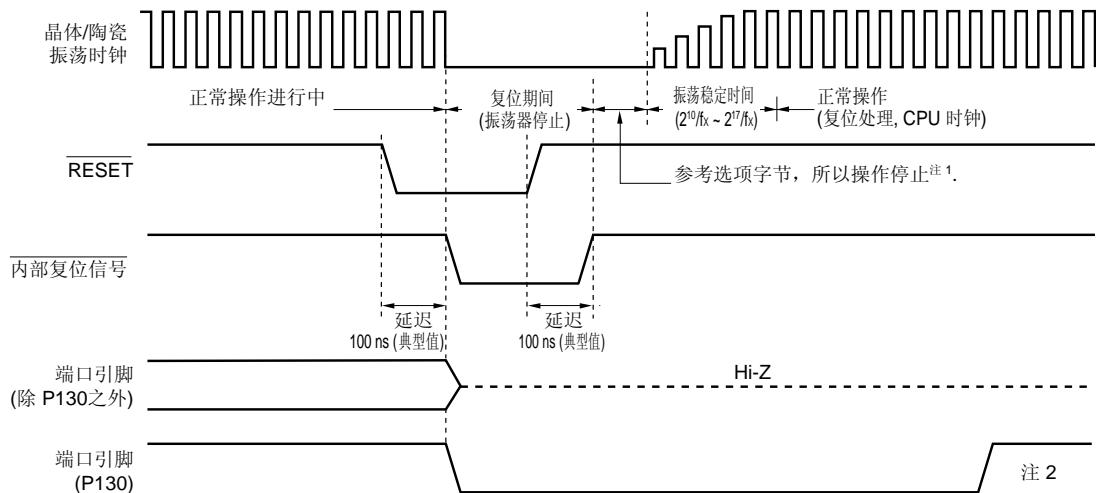 晶体/陶瓷
振荡时钟
正常操作进行中
复位期间
(振荡器停止)
振荡稳定时间
(2¹⁰/fx ~ 2¹⁷/fx)
正常操作
(复位处理, CPU 时钟)
RESET
参考选项字节，所以操作停止注 1.
内部复位信号
延迟
100 ns (典型值)
延迟
100 ns (典型值)
端口引脚
(除 P130之外)
Hi-Z
端口引脚
(P130)
注 2